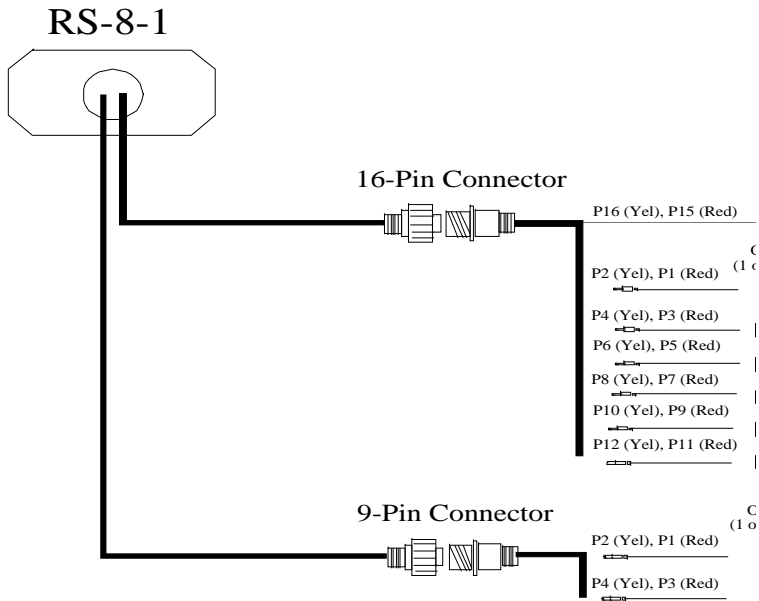 RS-8-1
16-Pin Connector
P16 (Yel), P15 (Red)
(1 o
P2 (Yel), P1 (Red)
P4 (Yel), P3 (Red)
P6 (Yel), P5 (Red)
P8 (Yel), P7 (Red)
P10 (Yel), P9 (Red)
P12 (Yel), P11 (Red)
9-Pin Connector
(1 o
P2 (Yel), P1 (Red)
P4 (Yel), P3 (Red)